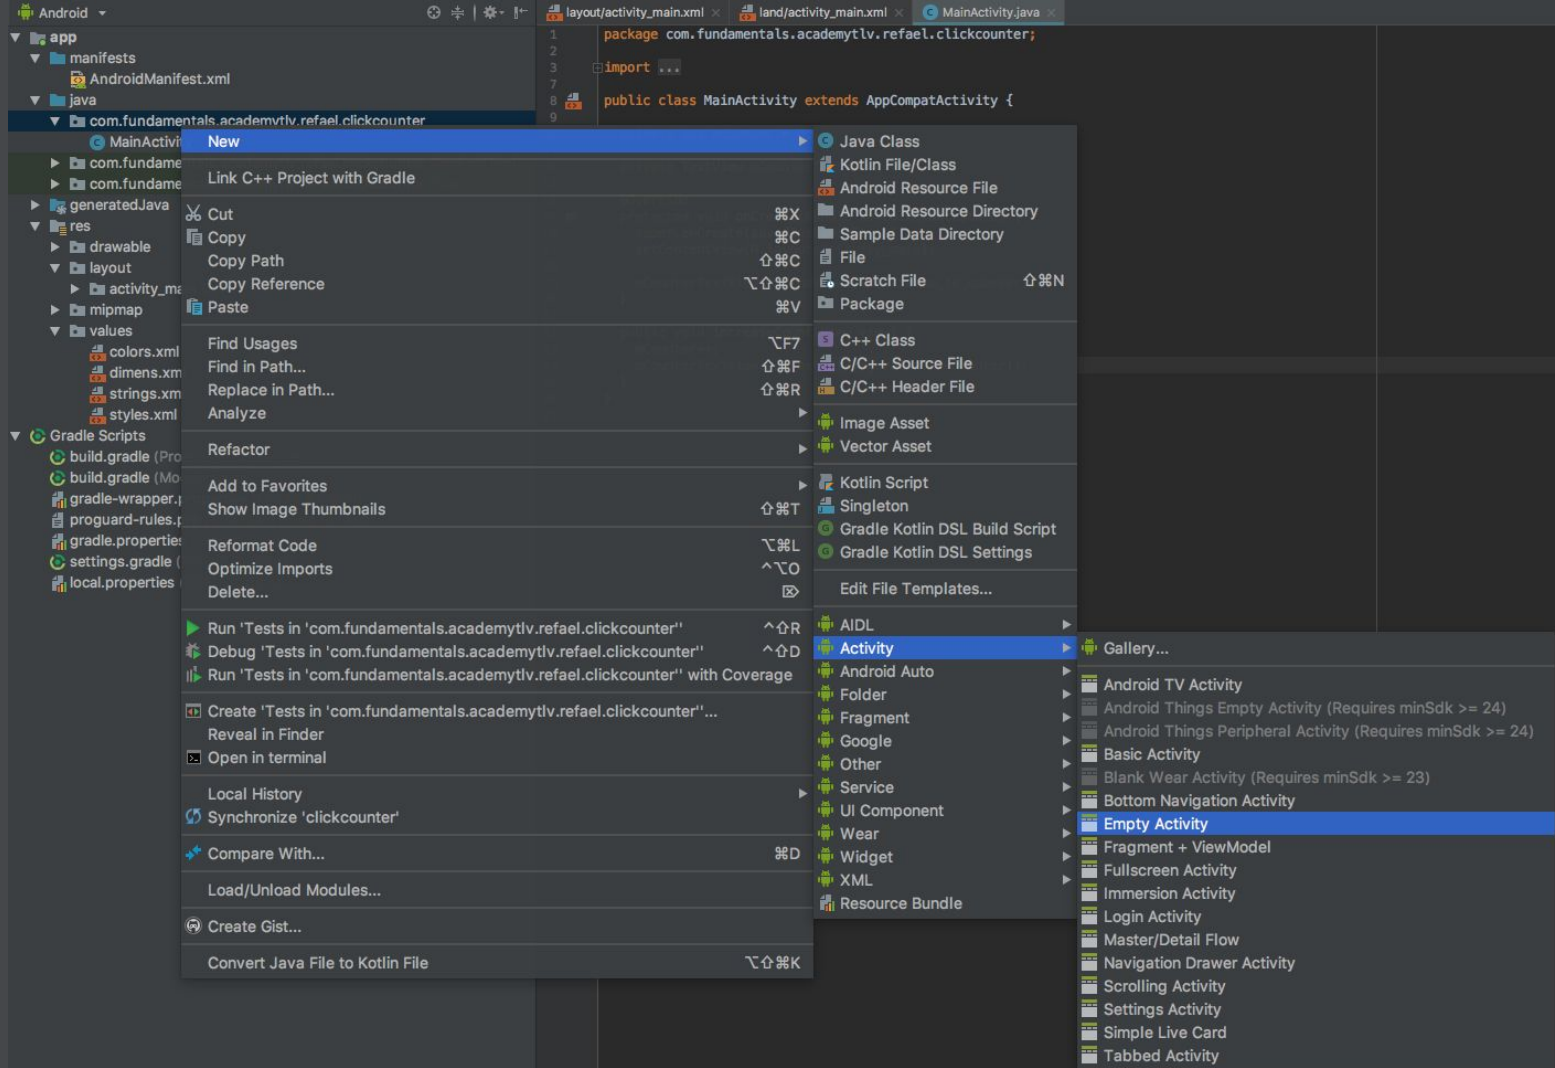 Android
layout/activity_main.xml
land/activity_main.xml
MainActivity.java
app
manifests
AndroidManifest.xml
java
com.fundamentals.academytlv.refael.clickcounter
MainActivi
com.fundame
com.fundame
generatedJava
res
drawable
layout
activity_ma
mipmap
values
colors.xml
dimens.xm
strings.xm
styles.xml
Gradle Scripts
build.gradle (Pro
build.gradle (Mo
gradle-wrapper.p
proguard-rules.p
gradle.properties
settings.gradle (
local.properties
1 package com.fundamentals.academytlv.refael.clickcounter;
2
3 import ...
7
8 public class MainActivity extends AppCompatActivity {
9
New
Link C++ Project with Gradle
Cut ⌘X
Copy ⌘C
Copy Path ⇧⌘C
Copy Reference ⌥⇧⌘C
Paste ⌘V
Find Usages ⌥F7
Find in Path... ⇧⌘F
Replace in Path... ⇧⌘R
Analyze
Refactor
Add to Favorites
Show Image Thumbnails ⇧⌘T
Reformat Code ⌥⌘L
Optimize Imports ^⌥O
Delete... ⌦
Run 'Tests in 'com.fundamentals.academytlv.refael.clickcounter'' ^⇧R
Debug 'Tests in 'com.fundamentals.academytlv.refael.clickcounter'' ^⇧D
Run 'Tests in 'com.fundamentals.academytlv.refael.clickcounter'' with Coverage
Create 'Tests in 'com.fundamentals.academytlv.refael.clickcounter''...
Reveal in Finder
Open in terminal
Local History
Synchronize 'clickcounter'
Compare With... ⌘D
Load/Unload Modules...
Create Gist...
Convert Java File to Kotlin File ⌥⇧⌘K
Java Class
Kotlin File/Class
Android Resource File
Android Resource Directory
Sample Data Directory
File
Scratch File ⇧⌘N
Package
C++ Class
C/C++ Source File
C/C++ Header File
Image Asset
Vector Asset
Kotlin Script
Singleton
Gradle Kotlin DSL Build Script
Gradle Kotlin DSL Settings
Edit File Templates...
AIDL
Activity
Android Auto
Folder
Fragment
Google
Other
Service
UI Component
Wear
Widget
XML
Resource Bundle
Gallery...
Android TV Activity
Android Things Empty Activity (Requires minSdk >= 24)
Android Things Peripheral Activity (Requires minSdk >= 24)
Basic Activity
Blank Wear Activity (Requires minSdk >= 23)
Bottom Navigation Activity
Empty Activity
Fragment + ViewModel
Fullscreen Activity
Immersion Activity
Login Activity
Master/Detail Flow
Navigation Drawer Activity
Scrolling Activity
Settings Activity
Simple Live Card
Tabbed Activity